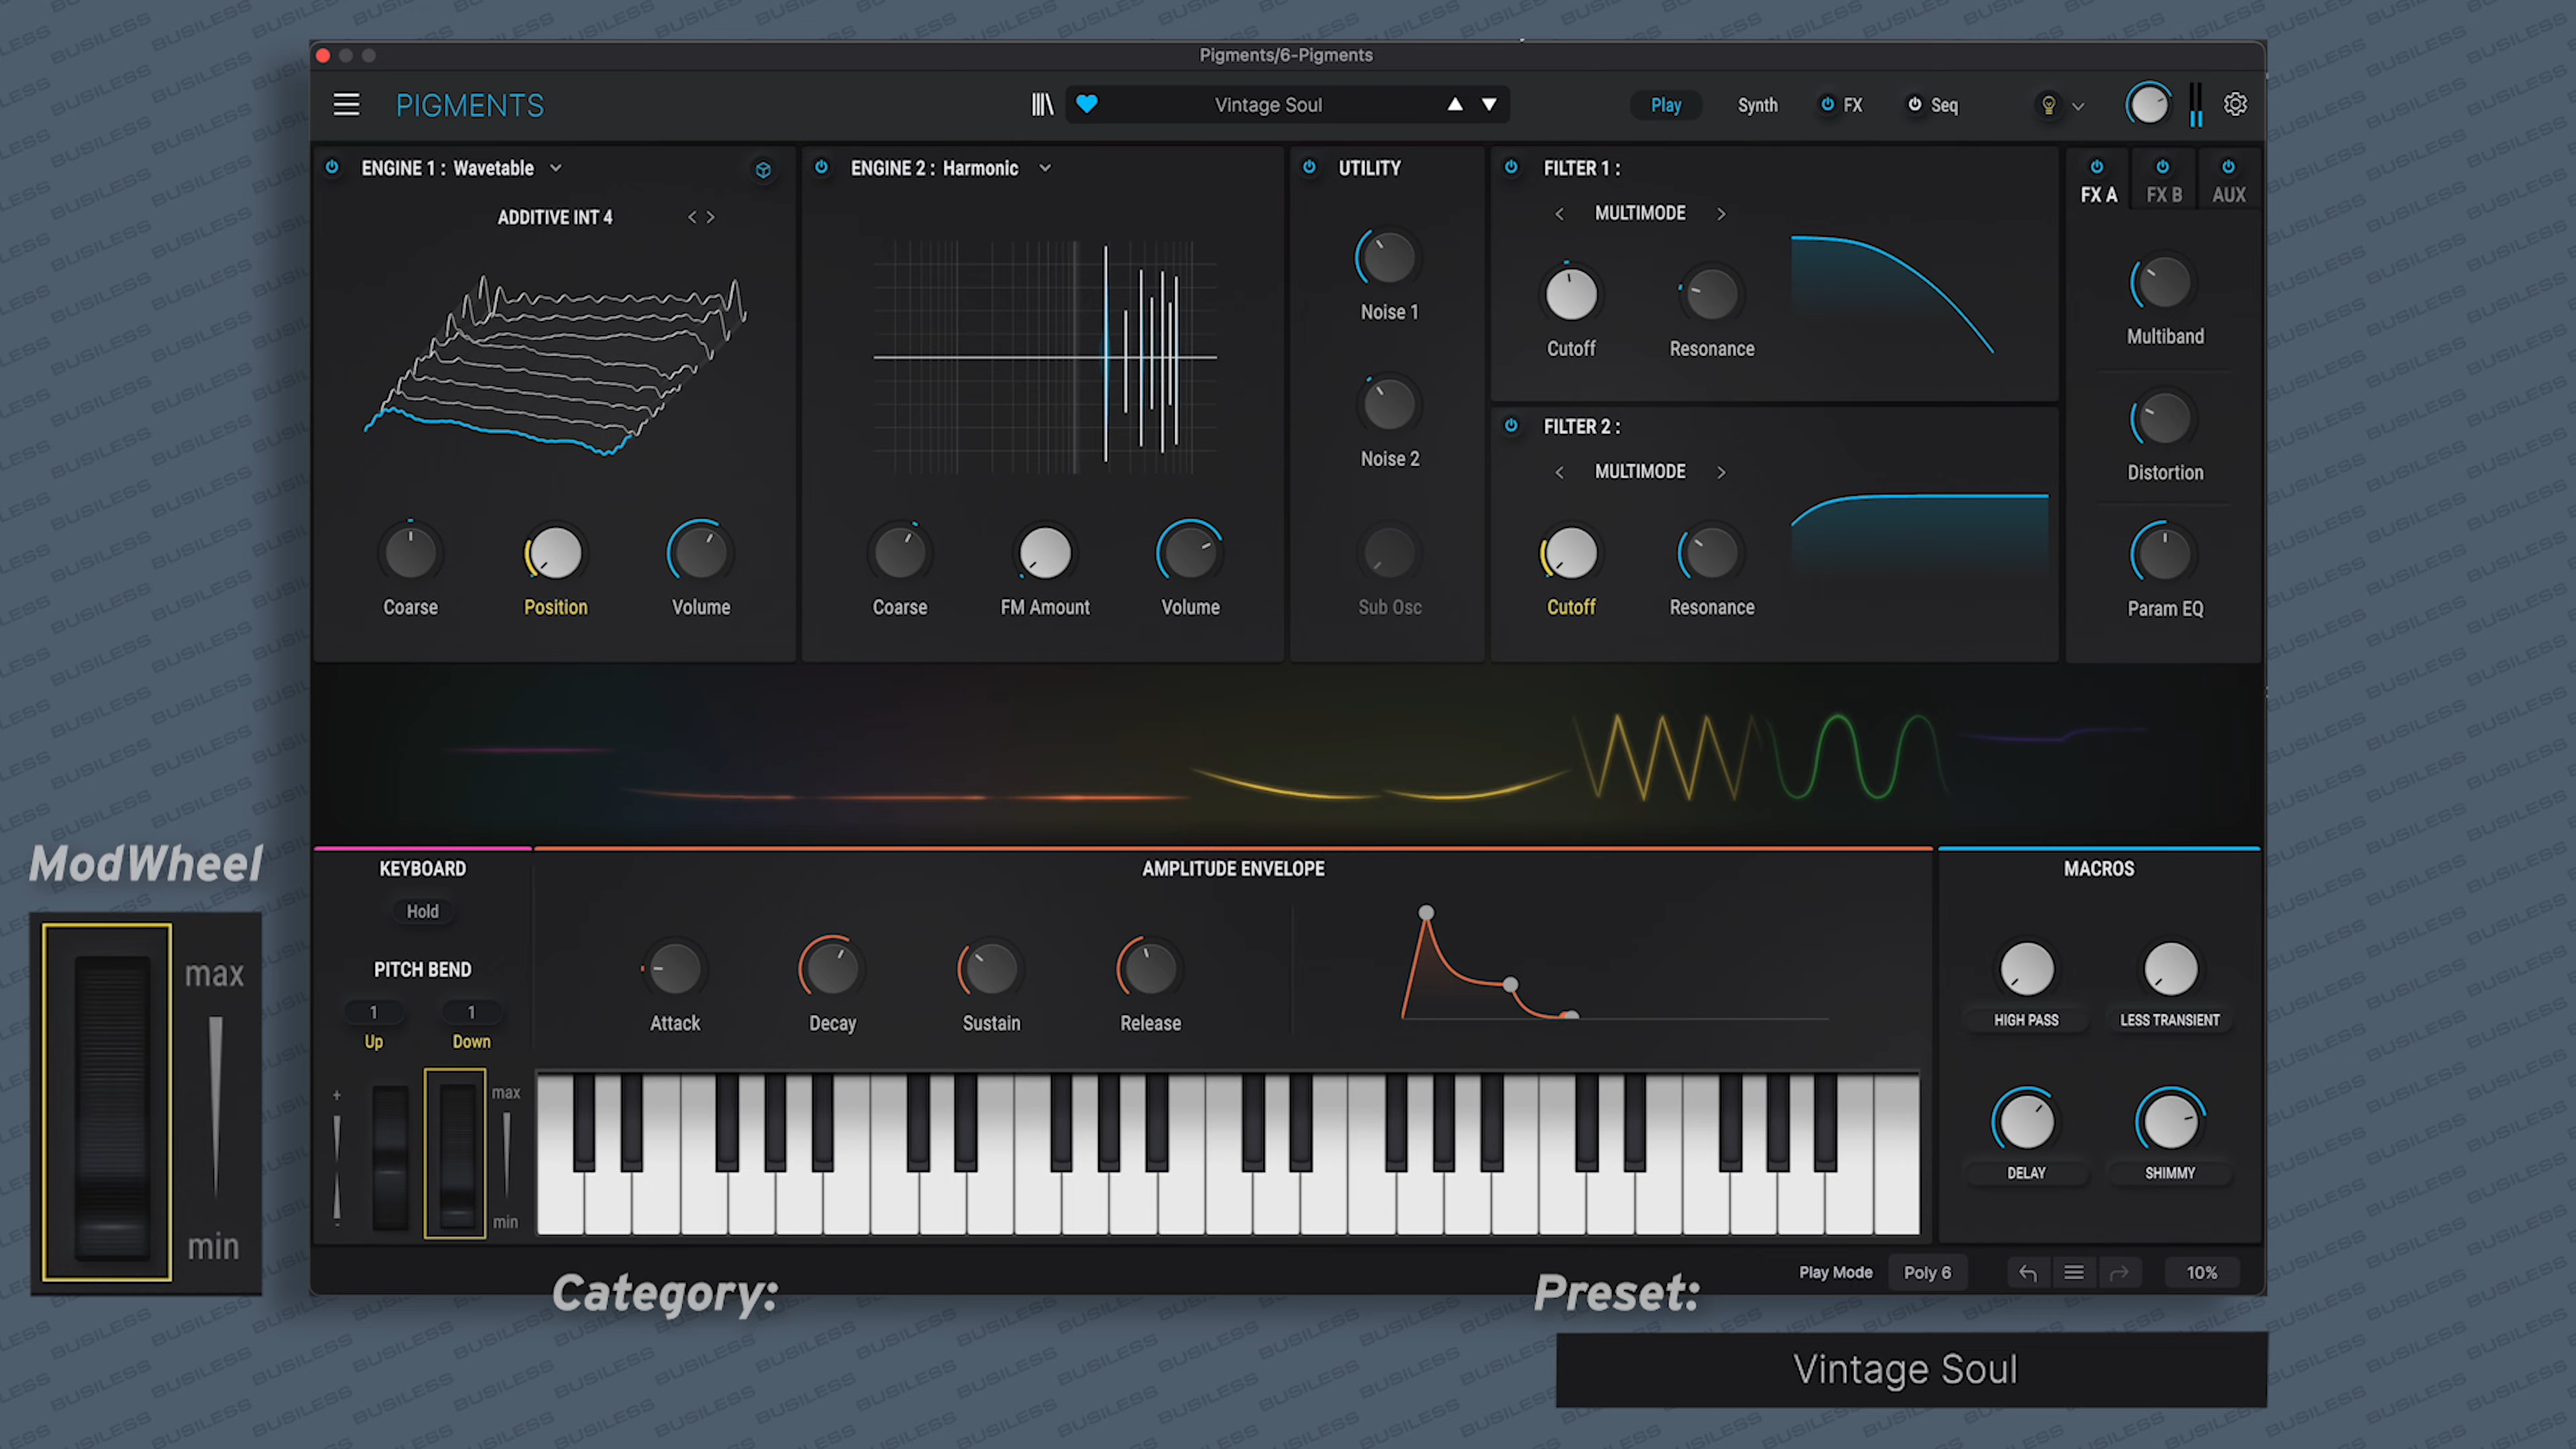 Pigments/6-Pigments
PIGMENTS
Vintage Soul
Play
Synth
FX
Seq
ENGINE 1 : Wavetable
ENGINE 2 : Harmonic
UTILITY
FILTER 1 :
FX A
FX B
AUX
ADDITIVE INT 4
MULTIMODE
Noise 1
Cutoff
Resonance
Multiband
FILTER 2 :
Noise 2
MULTIMODE
Distortion
Coarse
Position
Volume
Coarse
FM Amount
Volume
Sub Osc
Cutoff
Resonance
Param EQ
ModWheel
max
min
KEYBOARD
Hold
PITCH BEND
1
1
Up
Down
+
-
max
min
AMPLITUDE ENVELOPE
Attack
Decay
Sustain
Release
MACROS
HIGH PASS
LESS TRANSIENT
DELAY
SHIMMY
Play Mode
Poly 6
10%
Category:
Preset:
Vintage Soul
BUSILESS